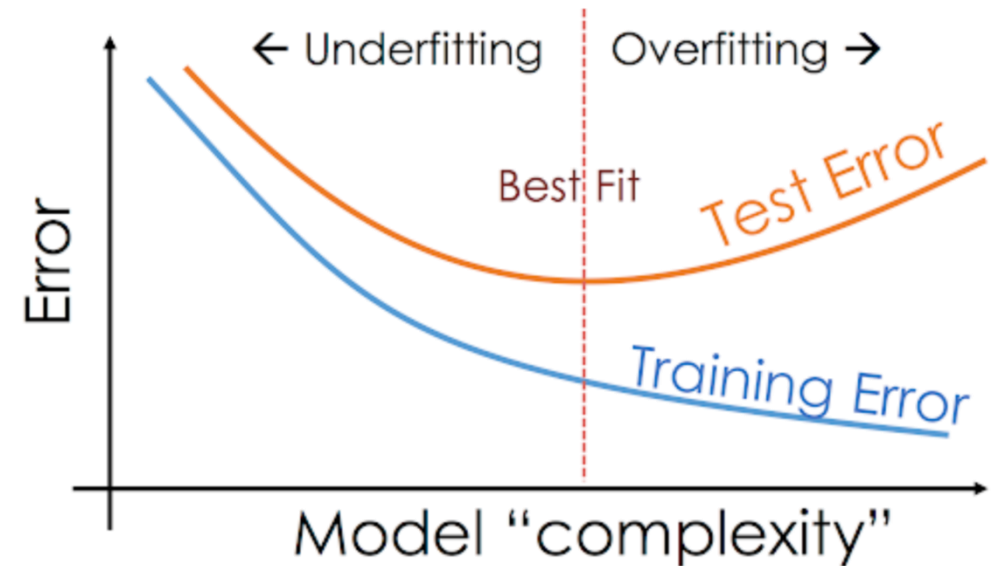 ← Underfitting
Overfitting →
Best Fit
Test Error
Error
Training Error
Model “complexity”